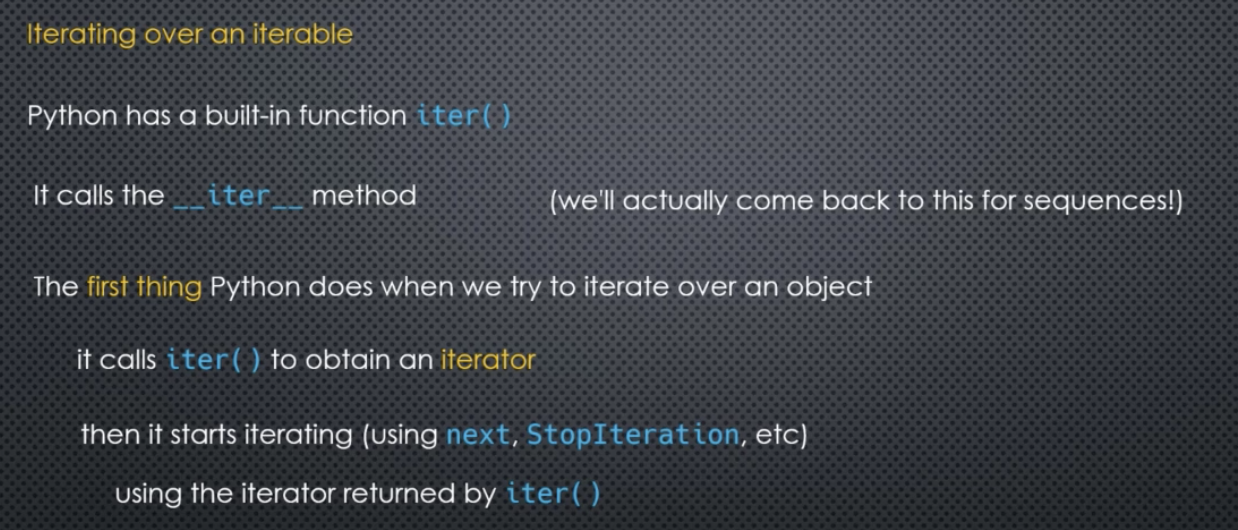 Iterating over an iterable
Python has a built-in function iter()
It calls the __iter__ method (we'll actually come back to this for sequences!)
The first thing Python does when we try to iterate over an object
it calls iter() to obtain an iterator
then it starts iterating (using next, StopIteration, etc)
using the iterator returned by iter()